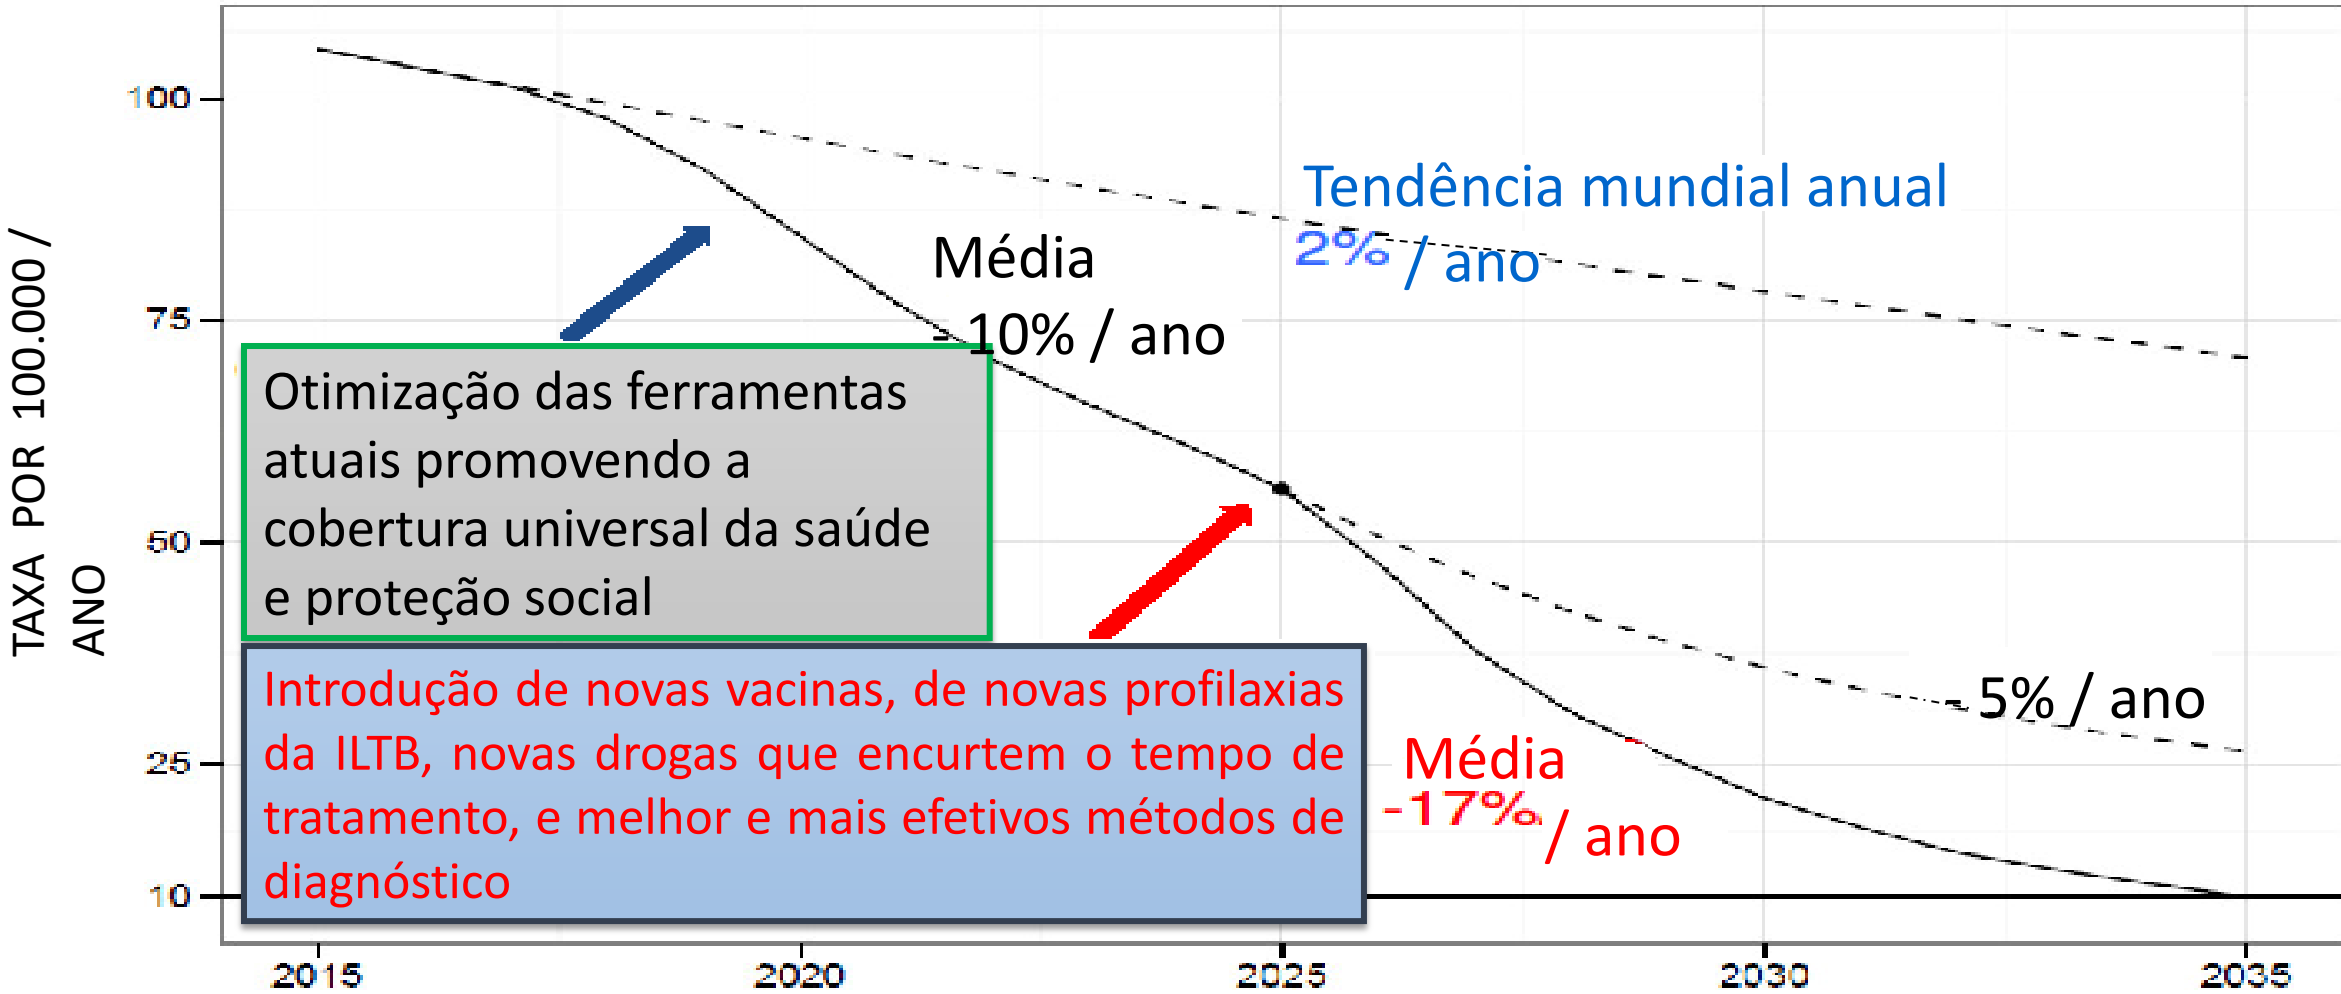 TAXA POR 100.000 /
ANO
100
75
50
25
10
Tendência mundial anual
2% / ano
Média
- 10% / ano
Otimização das ferramentas
atuais promovendo a
cobertura universal da saúde
e proteção social
Introdução de novas vacinas, de novas profilaxias
da ILTB, novas drogas que encurtem o tempo de
tratamento, e melhor e mais efetivos métodos de
diagnóstico
- 5% / ano
Média
-17% / ano
2015
2020
2025
2030
2035